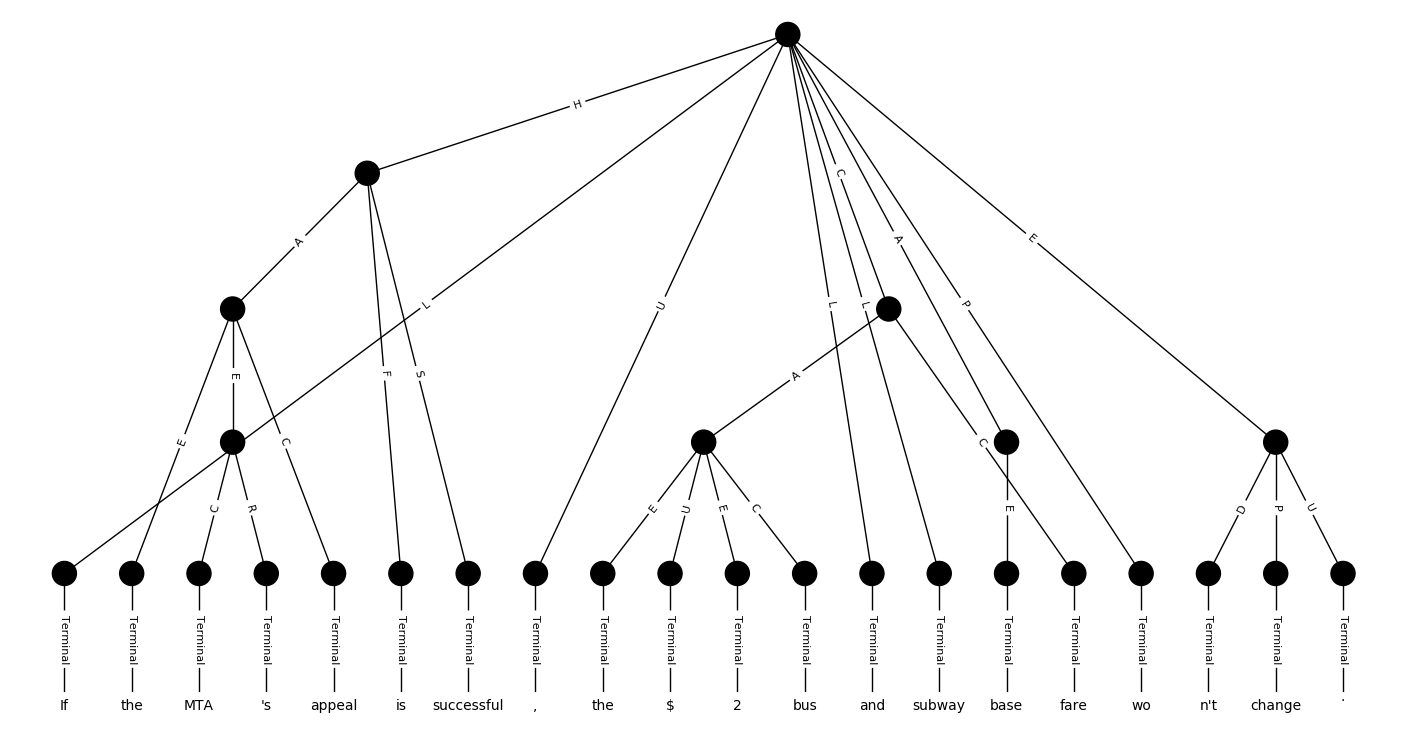 H
C
A
A
E
L
U
L
L
P
E
F
S
A
E
C
C
C
R
E
U
E
C
E
D
P
U
Terminal Terminal Terminal Terminal Terminal Terminal Terminal Terminal Terminal Terminal Terminal Terminal Terminal Terminal Terminal Terminal Terminal Terminal Terminal Terminal
If the MTA 's appeal is successful , the $ 2 bus and subway base fare wo n't change .